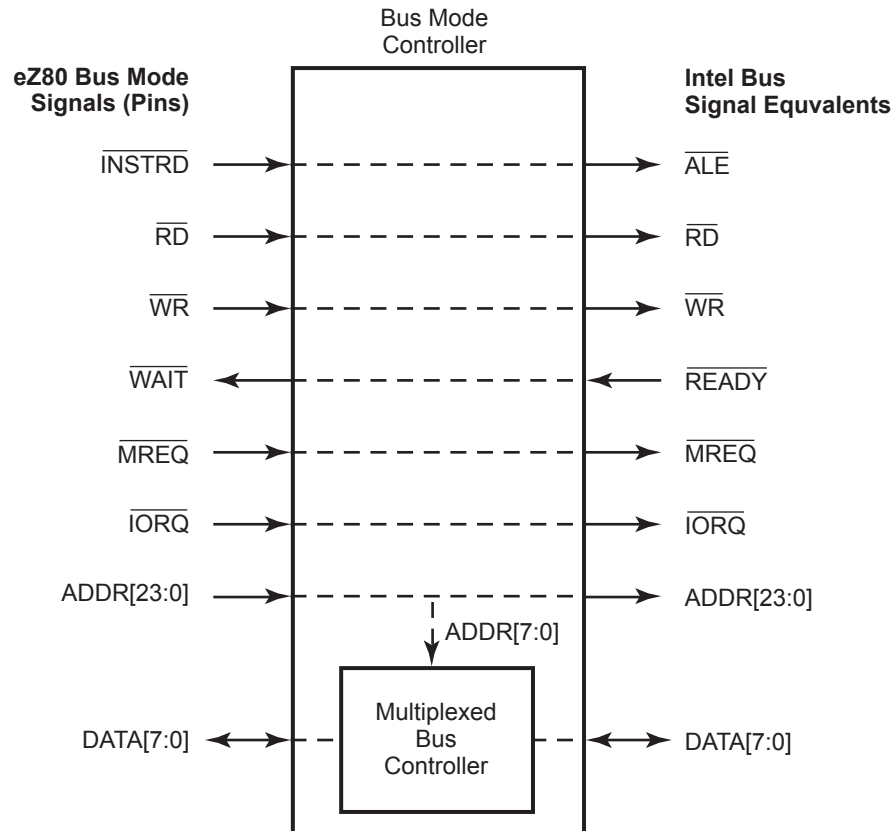 Bus Mode
Controller
eZ80 Bus Mode
Signals (Pins)
Intel Bus
Signal Equvalents
INSTRD
ALE
RD
RD
WR
WR
WAIT
READY
MREQ
MREQ
IORQ
IORQ
ADDR[23:0]
ADDR[23:0]
ADDR[7:0]
DATA[7:0]
Multiplexed
Bus
Controller
DATA[7:0]